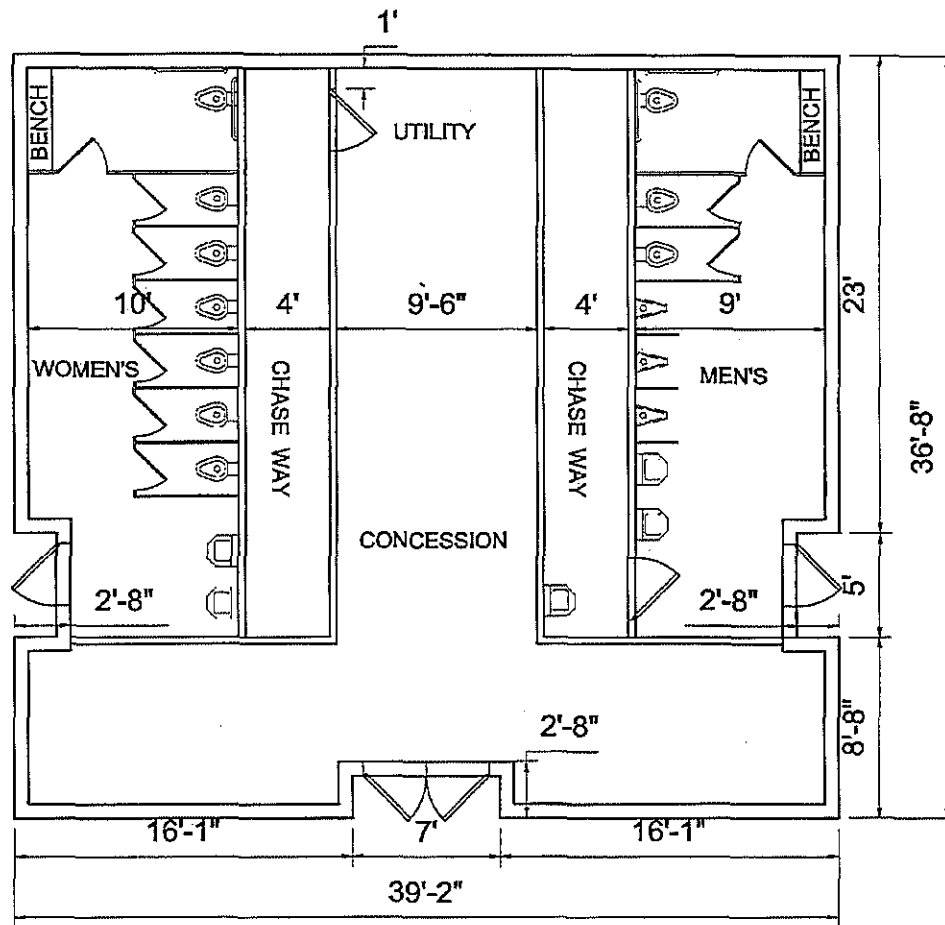 1'
BENCH
UTILITY
BENCH
10'
4'
9'-6"
4'
9'
23'
WOMEN'S
CHASE WAY
CHASE WAY
MEN'S
36'-8"
CONCESSION
2'-8"
2'-8"
5'
2'-8"
8'-8"
16'-1"
7'
16'-1"
39'-2"